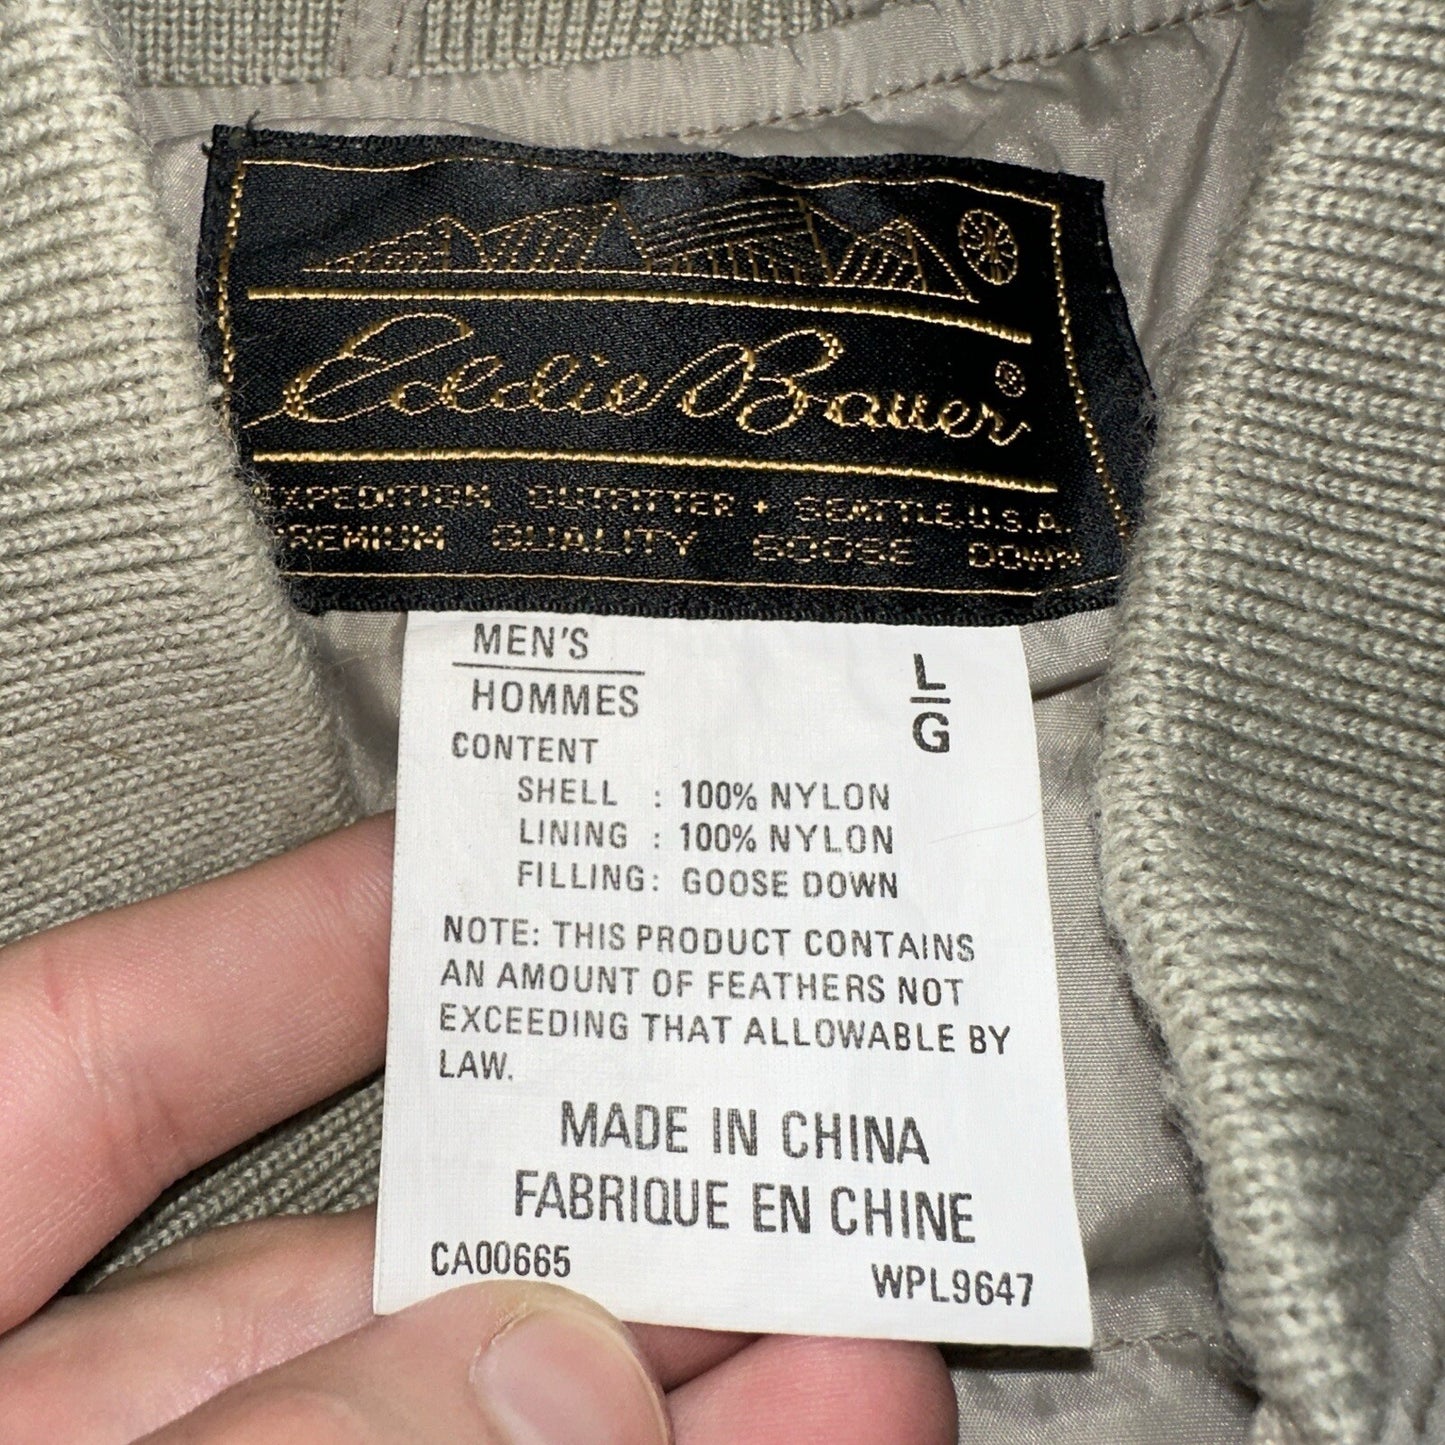 Eddie Bauer ®
EXPEDITION OUTFITTER + SEATTLE, U.S.A.
PREMIUM QUALITY GOOSE DOWN
MEN'S
HOMMES
L
G
CONTENT
SHELL : 100% NYLON
LINING : 100% NYLON
FILLING: GOOSE DOWN
NOTE: THIS PRODUCT CONTAINS
AN AMOUNT OF FEATHERS NOT
EXCEEDING THAT ALLOWABLE BY
LAW.
MADE IN CHINA
FABRIQUE EN CHINE
CA00665 WPL9647